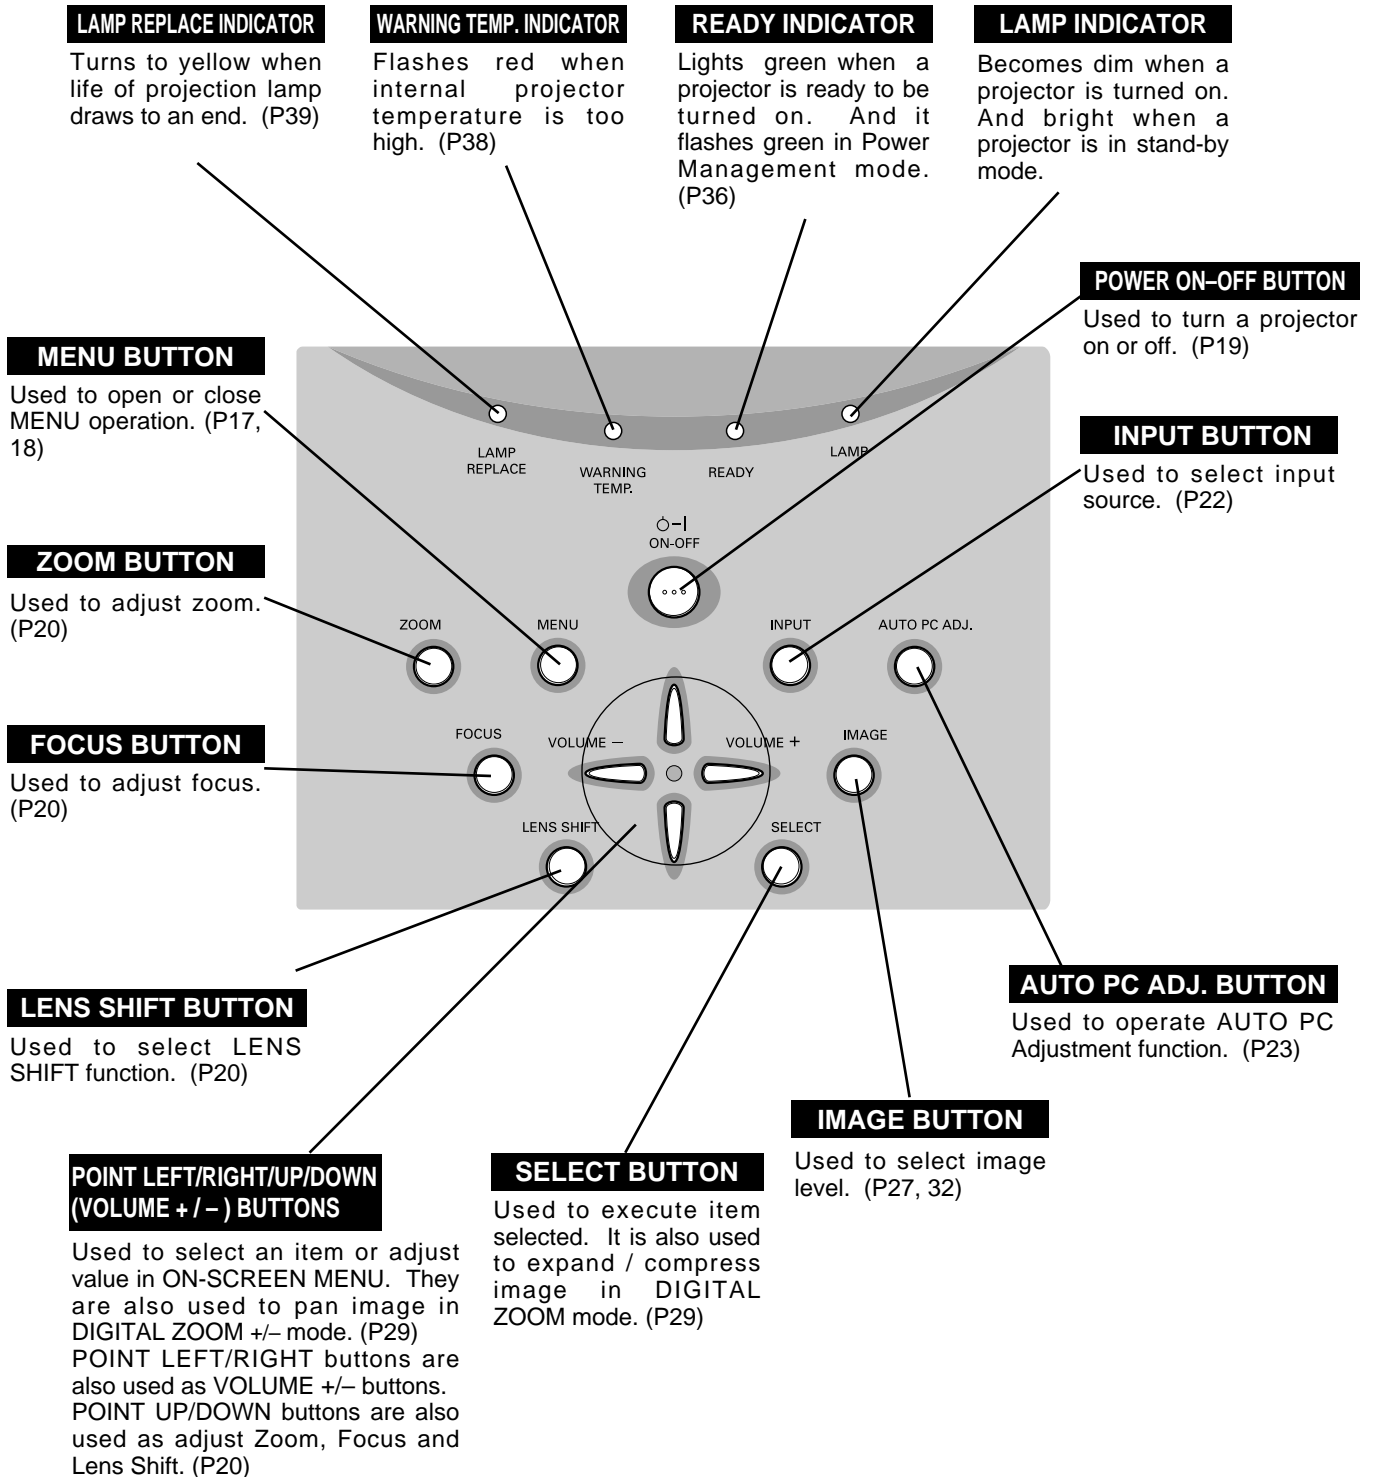 LAMP REPLACE INDICATOR
Turns to yellow when
life of projection lamp
draws to an end. (P39)
WARNING TEMP. INDICATOR
Flashes red when
internal projector
temperature is too
high. (P38)
READY INDICATOR
Lights green when a
projector is ready to be
turned on. And it
flashes green in Power
Management mode.
(P36)
LAMP INDICATOR
Becomes dim when a
projector is turned on.
And bright when a
projector is in stand-by
mode.
POWER ON–OFF BUTTON
Used to turn a projector
on or off. (P19)
MENU BUTTON
Used to open or close
MENU operation. (P17,
18)
INPUT BUTTON
Used to select input
source. (P22)
LAMP
REPLACE
WARNING
TEMP.
READY
LAMP
ON-OFF
ZOOM BUTTON
Used to adjust zoom.
(P20)
ZOOM
MENU
INPUT
AUTO PC ADJ.
FOCUS BUTTON
Used to adjust focus.
(P20)
FOCUS
VOLUME –
VOLUME +
IMAGE
LENS SHIFT
SELECT
LENS SHIFT BUTTON
Used to select LENS
SHIFT function. (P20)
AUTO PC ADJ. BUTTON
Used to operate AUTO PC
Adjustment function. (P23)
IMAGE BUTTON
Used to select image
level. (P27, 32)
SELECT BUTTON
Used to execute item
selected. It is also used
to expand / compress
image in DIGITAL
ZOOM mode. (P29)
POINT LEFT/RIGHT/UP/DOWN
(VOLUME + / – ) BUTTONS
Used to select an item or adjust
value in ON-SCREEN MENU. They
are also used to pan image in
DIGITAL ZOOM +/– mode. (P29)
POINT LEFT/RIGHT buttons are
also used as VOLUME +/– buttons.
POINT UP/DOWN buttons are also
used as adjust Zoom, Focus and
Lens Shift. (P20)